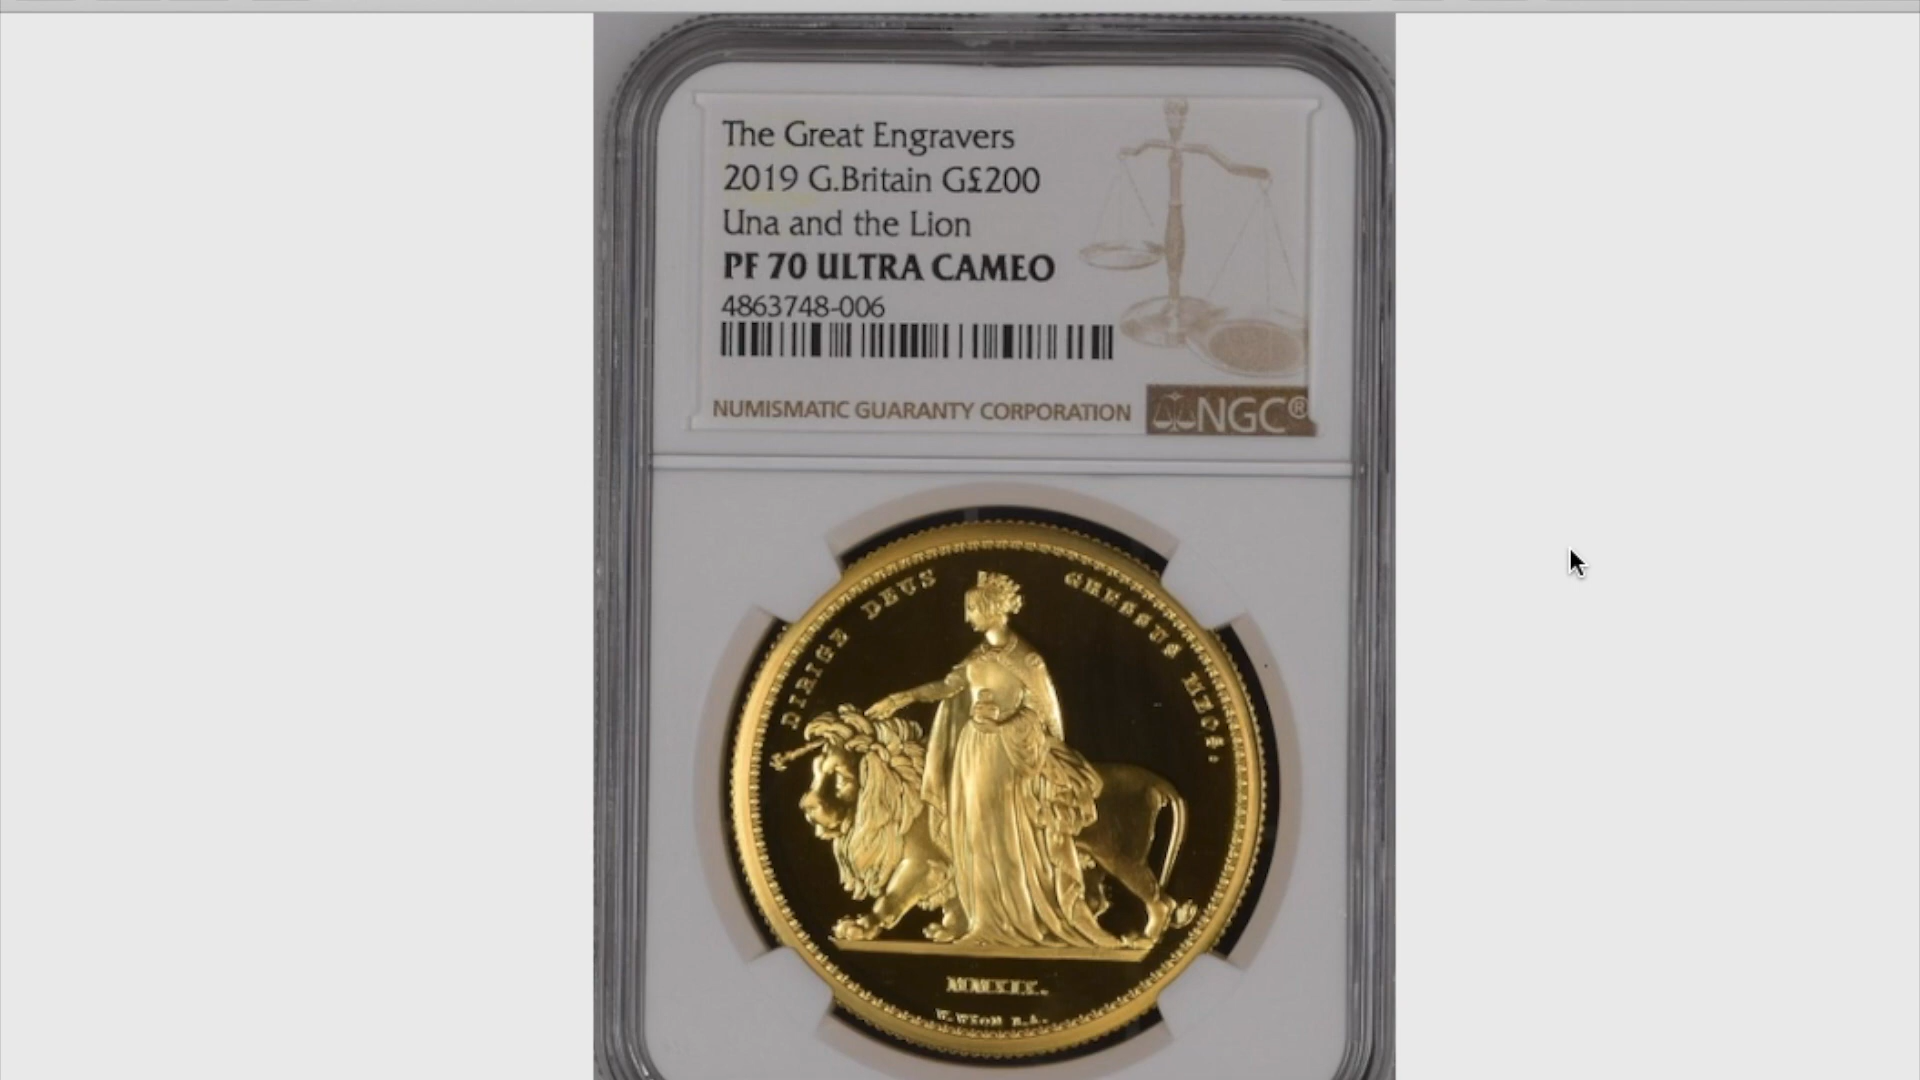 The Great Engravers
2019 G.Britain G£200
Una and the Lion
PF 70 ULTRA CAMEO
4863748-006
NUMISMATIC GUARANTY CORPORATION
NGC®
DIRIGE DEUS GRESSUS MEOS.
MMXIX.
W. WYON R.A.